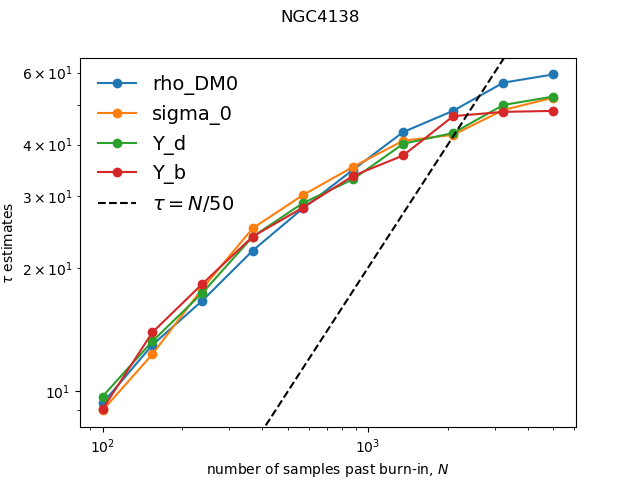 NGC4138
6 × 10¹
4 × 10¹
3 × 10¹
2 × 10¹
10¹
τ estimates
rho_DM0
sigma_0
Y_d
Y_b
τ = N/50
10²
10³
number of samples past burn-in, N